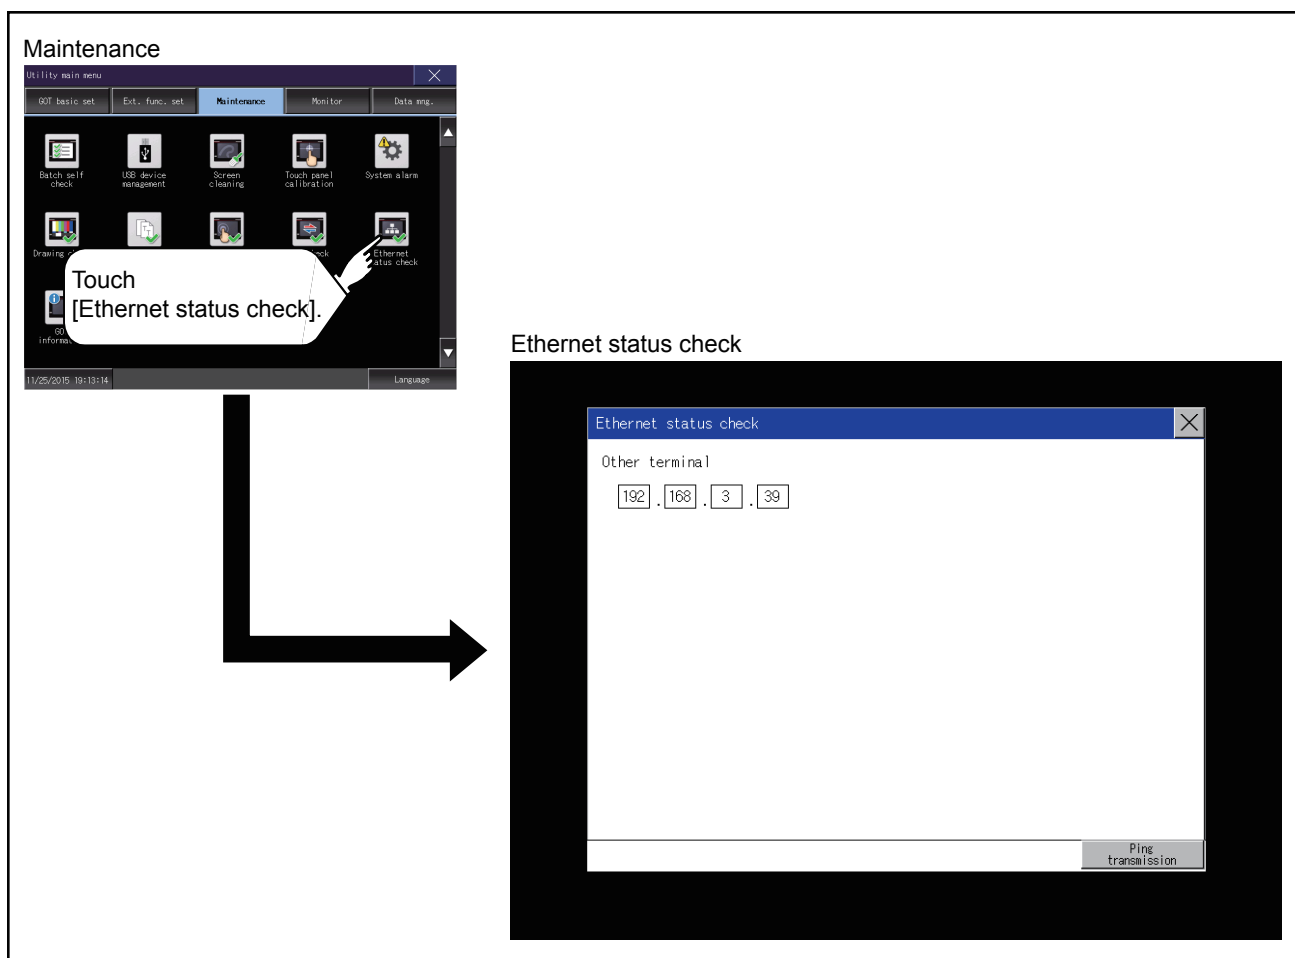 Maintenance
Utility main menu
GOT basic set
Ext. func. set
Maintenance
Monitor
Data mng.
Batch self
check
USB device
management
Screen
cleaning
Touch panel
calibration
System alarm
Drawing
Ethernet
status check
Touch
[Ethernet status check].
11/25/2015 19:13:14
Language
Ethernet status check
Ethernet status check
Other terminal
192 . 168 . 3 . 39
Ping
transmission